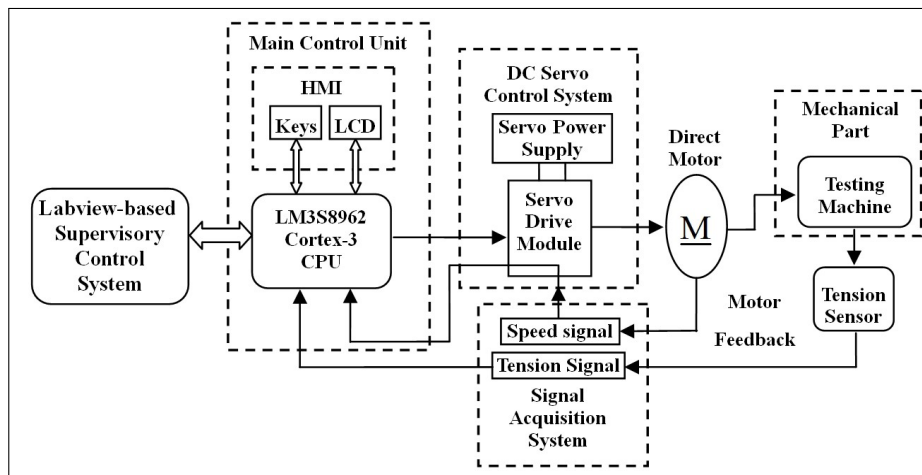 Main Control Unit
HMI
Keys
LCD
Labview-based
Supervisory
Control
System
LM3S8962
Cortex-3
CPU
DC Servo
Control System
Servo Power
Supply
Servo
Drive
Module
Direct
Motor
M
Mechanical
Part
Testing
Machine
Tension
Sensor
Motor
Feedback
Speed signal
Tension Signal
Signal
Acquisition
System